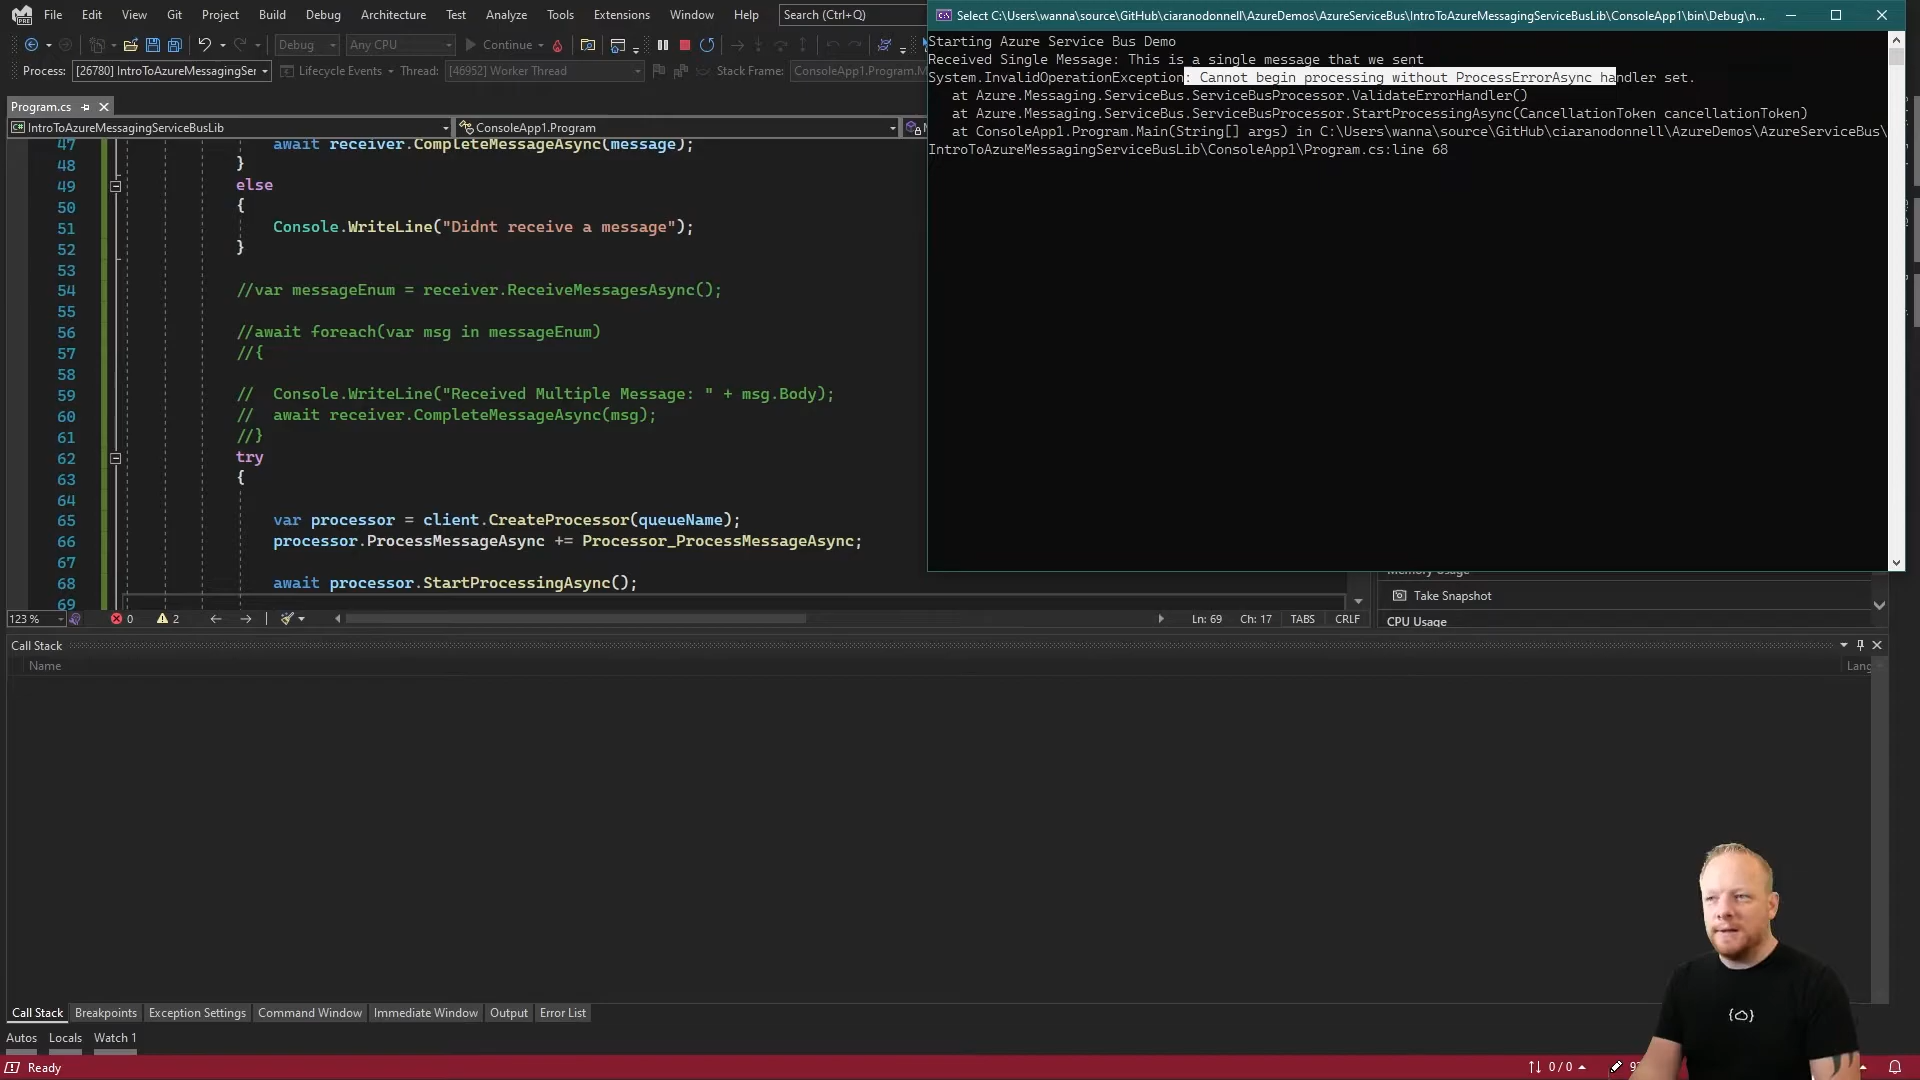 File Edit View Git Project Build Debug Architecture Test Analyze Tools Extensions Window Help Search (Ctrl+Q)
Debug Any CPU Continue
Process: [26780] IntroToAzureMessagingSer Lifecycle Events Thread: [46952] Worker Thread Stack Frame: ConsoleApp1.Program.M
Program.cs
IntroToAzureMessagingServiceBusLib ConsoleApp1.Program
47 await receiver.CompleteMessageAsync(message);
48 }
49 else
50 {
51 Console.WriteLine("Didnt receive a message");
52 }
53
54 //var messageEnum = receiver.ReceiveMessagesAsync();
55
56 //await foreach(var msg in messageEnum)
57 //{
58
59 // Console.WriteLine("Received Multiple Message: " + msg.Body);
60 // await receiver.CompleteMessageAsync(msg);
61 //}
62 try
63 {
64
65 var processor = client.CreateProcessor(queueName);
66 processor.ProcessMessageAsync += Processor_ProcessMessageAsync;
67
68 await processor.StartProcessingAsync();
69
123 % 0 2 Ln: 69 Ch: 17 TABS CRLF
Select C:\Users\wanna\source\GitHub\ciaranodonnell\AzureDemos\AzureServiceBus\IntroToAzureMessagingServiceBusLib\ConsoleApp1\bin\Debug\n...
Starting Azure Service Bus Demo
Received Single Message: This is a single message that we sent
System.InvalidOperationException: Cannot begin processing without ProcessErrorAsync handler set.
at Azure.Messaging.ServiceBus.ServiceBusProcessor.ValidateErrorHandler()
at Azure.Messaging.ServiceBus.ServiceBusProcessor.StartProcessingAsync(CancellationToken cancellationToken)
at ConsoleApp1.Program.Main(String[] args) in C:\Users\wanna\source\GitHub\ciaranodonnell\AzureDemos\AzureServiceBus\
IntroToAzureMessagingServiceBusLib\ConsoleApp1\Program.cs:line 68
Take Snapshot
CPU Usage
Call Stack
Name Lang
Call Stack Breakpoints Exception Settings Command Window Immediate Window Output Error List
Autos Locals Watch 1
Ready 0 / 0